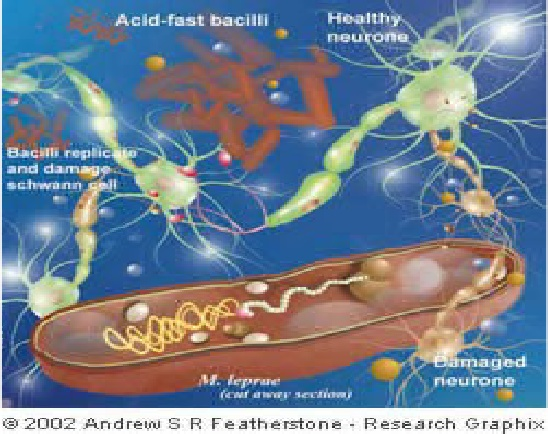 Acid-fast bacilli
Healthy
neurone
Bacilli replicate
and damage
schwann cell
M. leprae
(cut away section)
Damaged
neurone
© 2002 Andrew S R Featherstone - Research Graphix